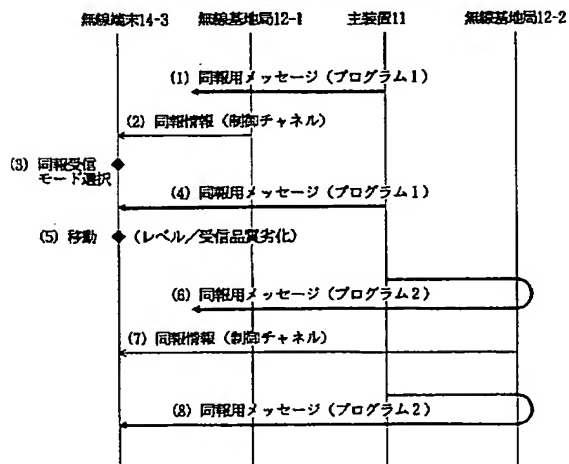 無線端末14-3 無線基地局12-1 主装置11 無線基地局12-2
(1) 同報用メッセージ (プログラム1)
(2) 同報情報 (制御チャネル)
(3) 同報受信
モード選択
(4) 同報用メッセージ (プログラム1)
(5) 移動 (レベル/受信品質劣化)
(6) 同報用メッセージ (プログラム2)
(7) 同報情報 (制御チャネル)
(8) 同報用メッセージ (プログラム2)